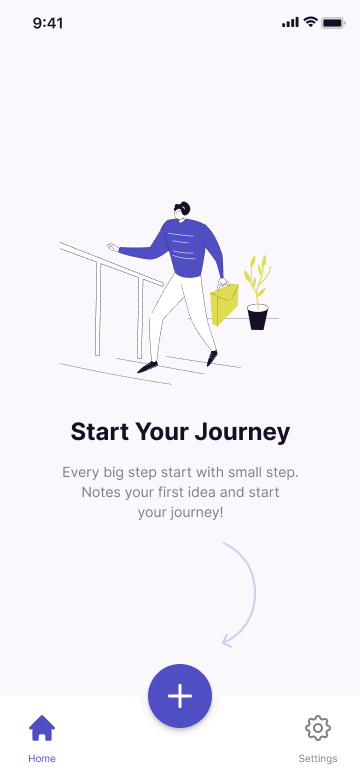 9:41
Start Your Journey
Every big step start with small step.
Notes your first idea and start
your journey!
Home
Settings